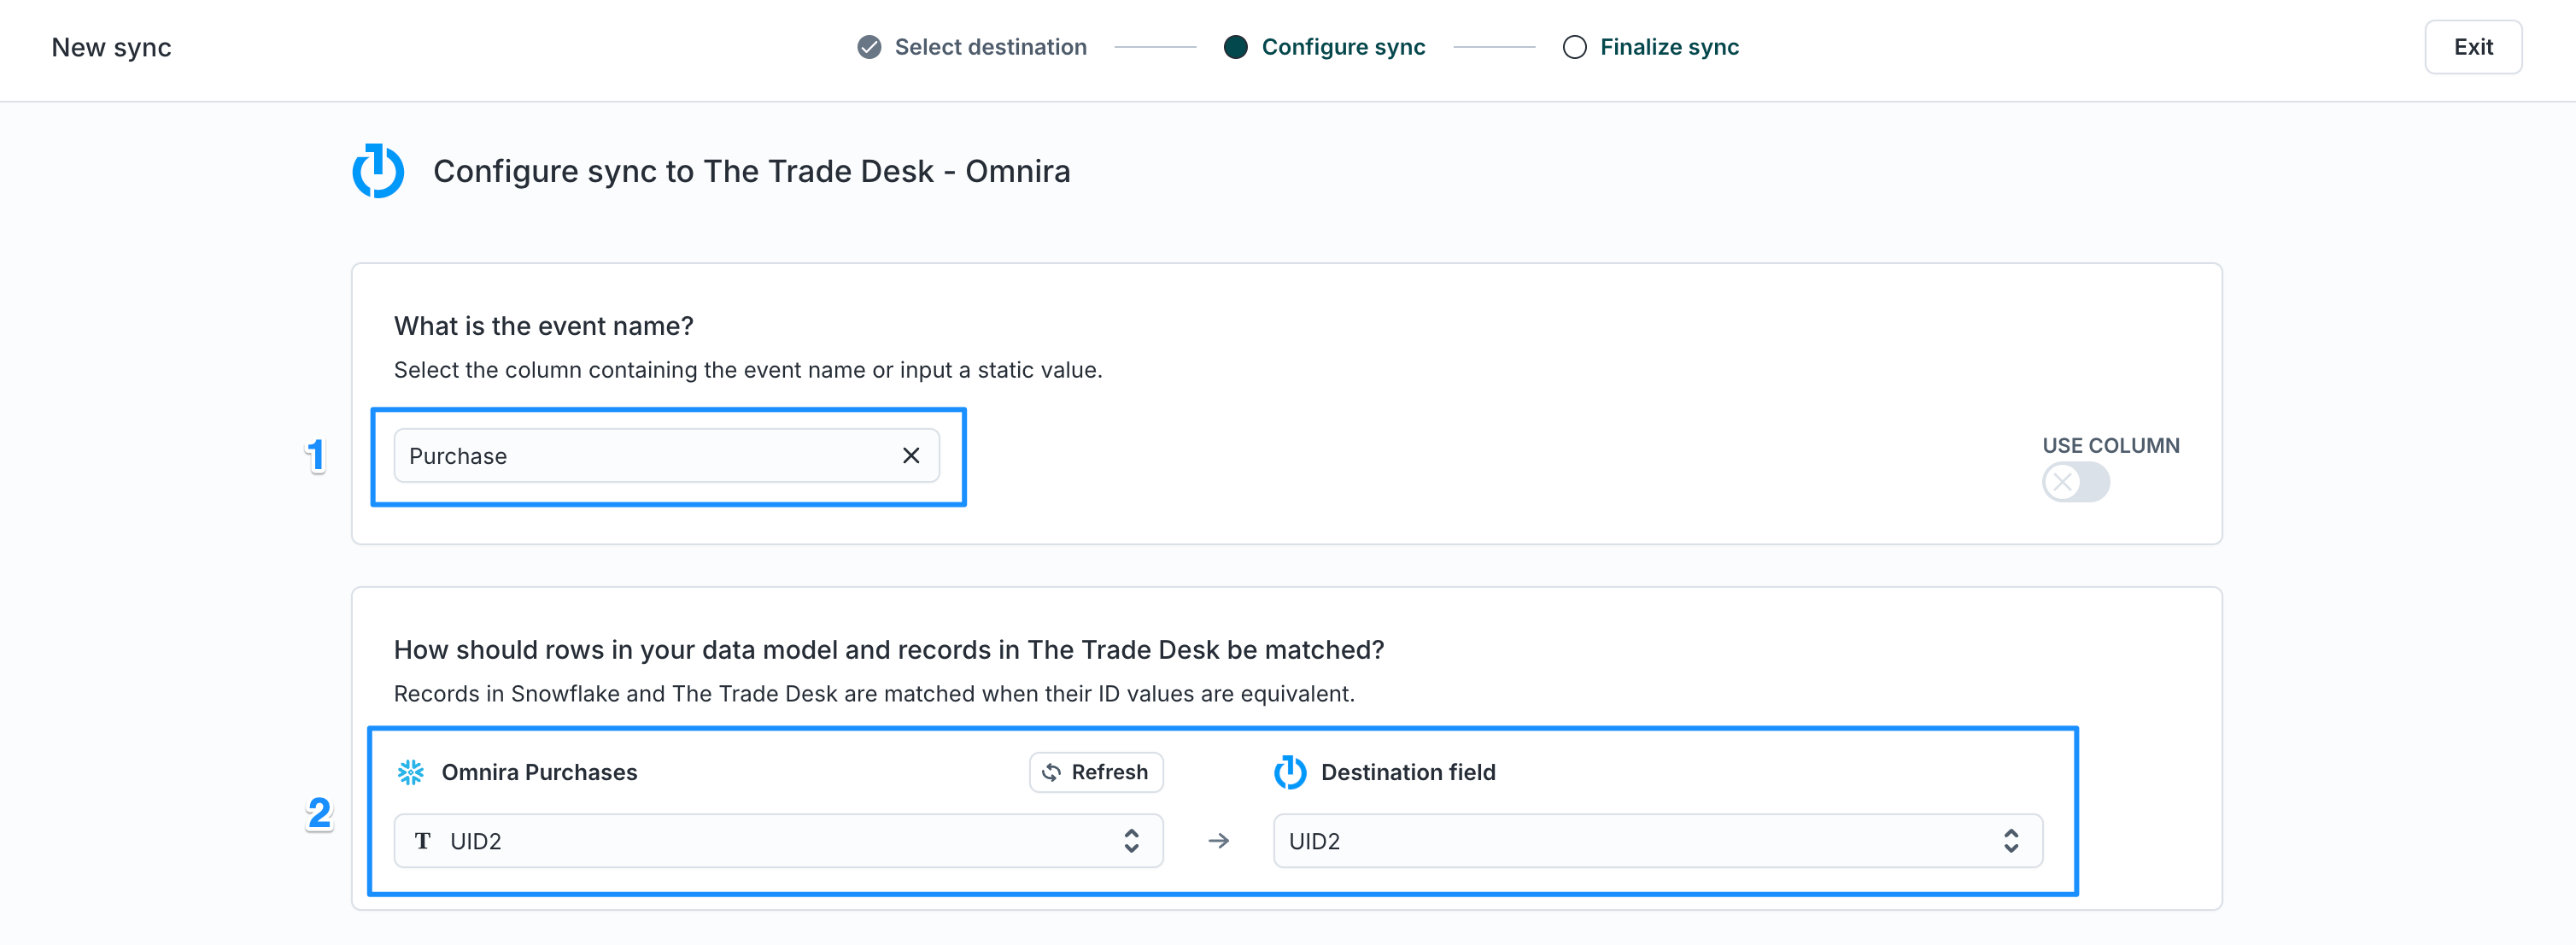 New sync
Select destination
Configure sync
Finalize sync
Exit
Configure sync to The Trade Desk - Omnira
What is the event name?
Select the column containing the event name or input a static value.
1
Purchase
USE COLUMN
How should rows in your data model and records in The Trade Desk be matched?
Records in Snowflake and The Trade Desk are matched when their ID values are equivalent.
2
Omnira Purchases
Refresh
Destination field
T UID2
UID2